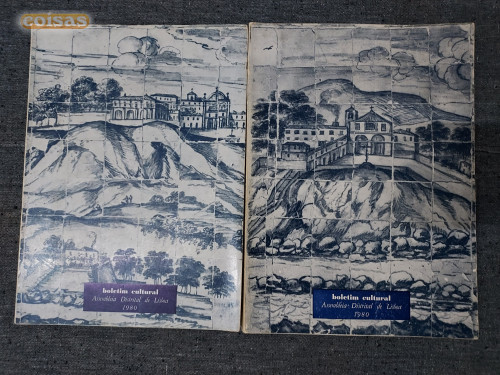 coisas
boletim cultural
Assembleia Distrital de Lisboa
1980
boletim cultural
Assembleia Distrital de Lisboa
1980